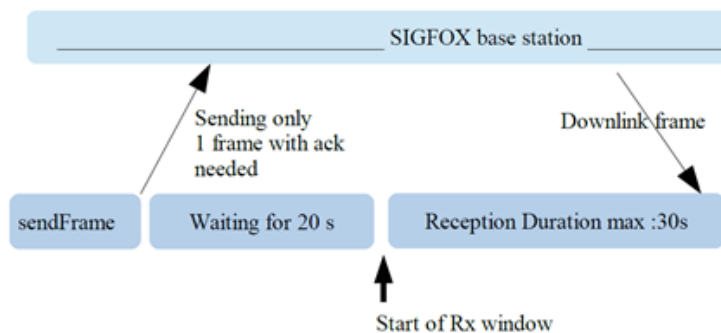 SIGFOX base station
Sending only
1 frame with ack
needed
Downlink frame
sendFrame
Waiting for 20 s
Reception Duration max :30s
Start of Rx window